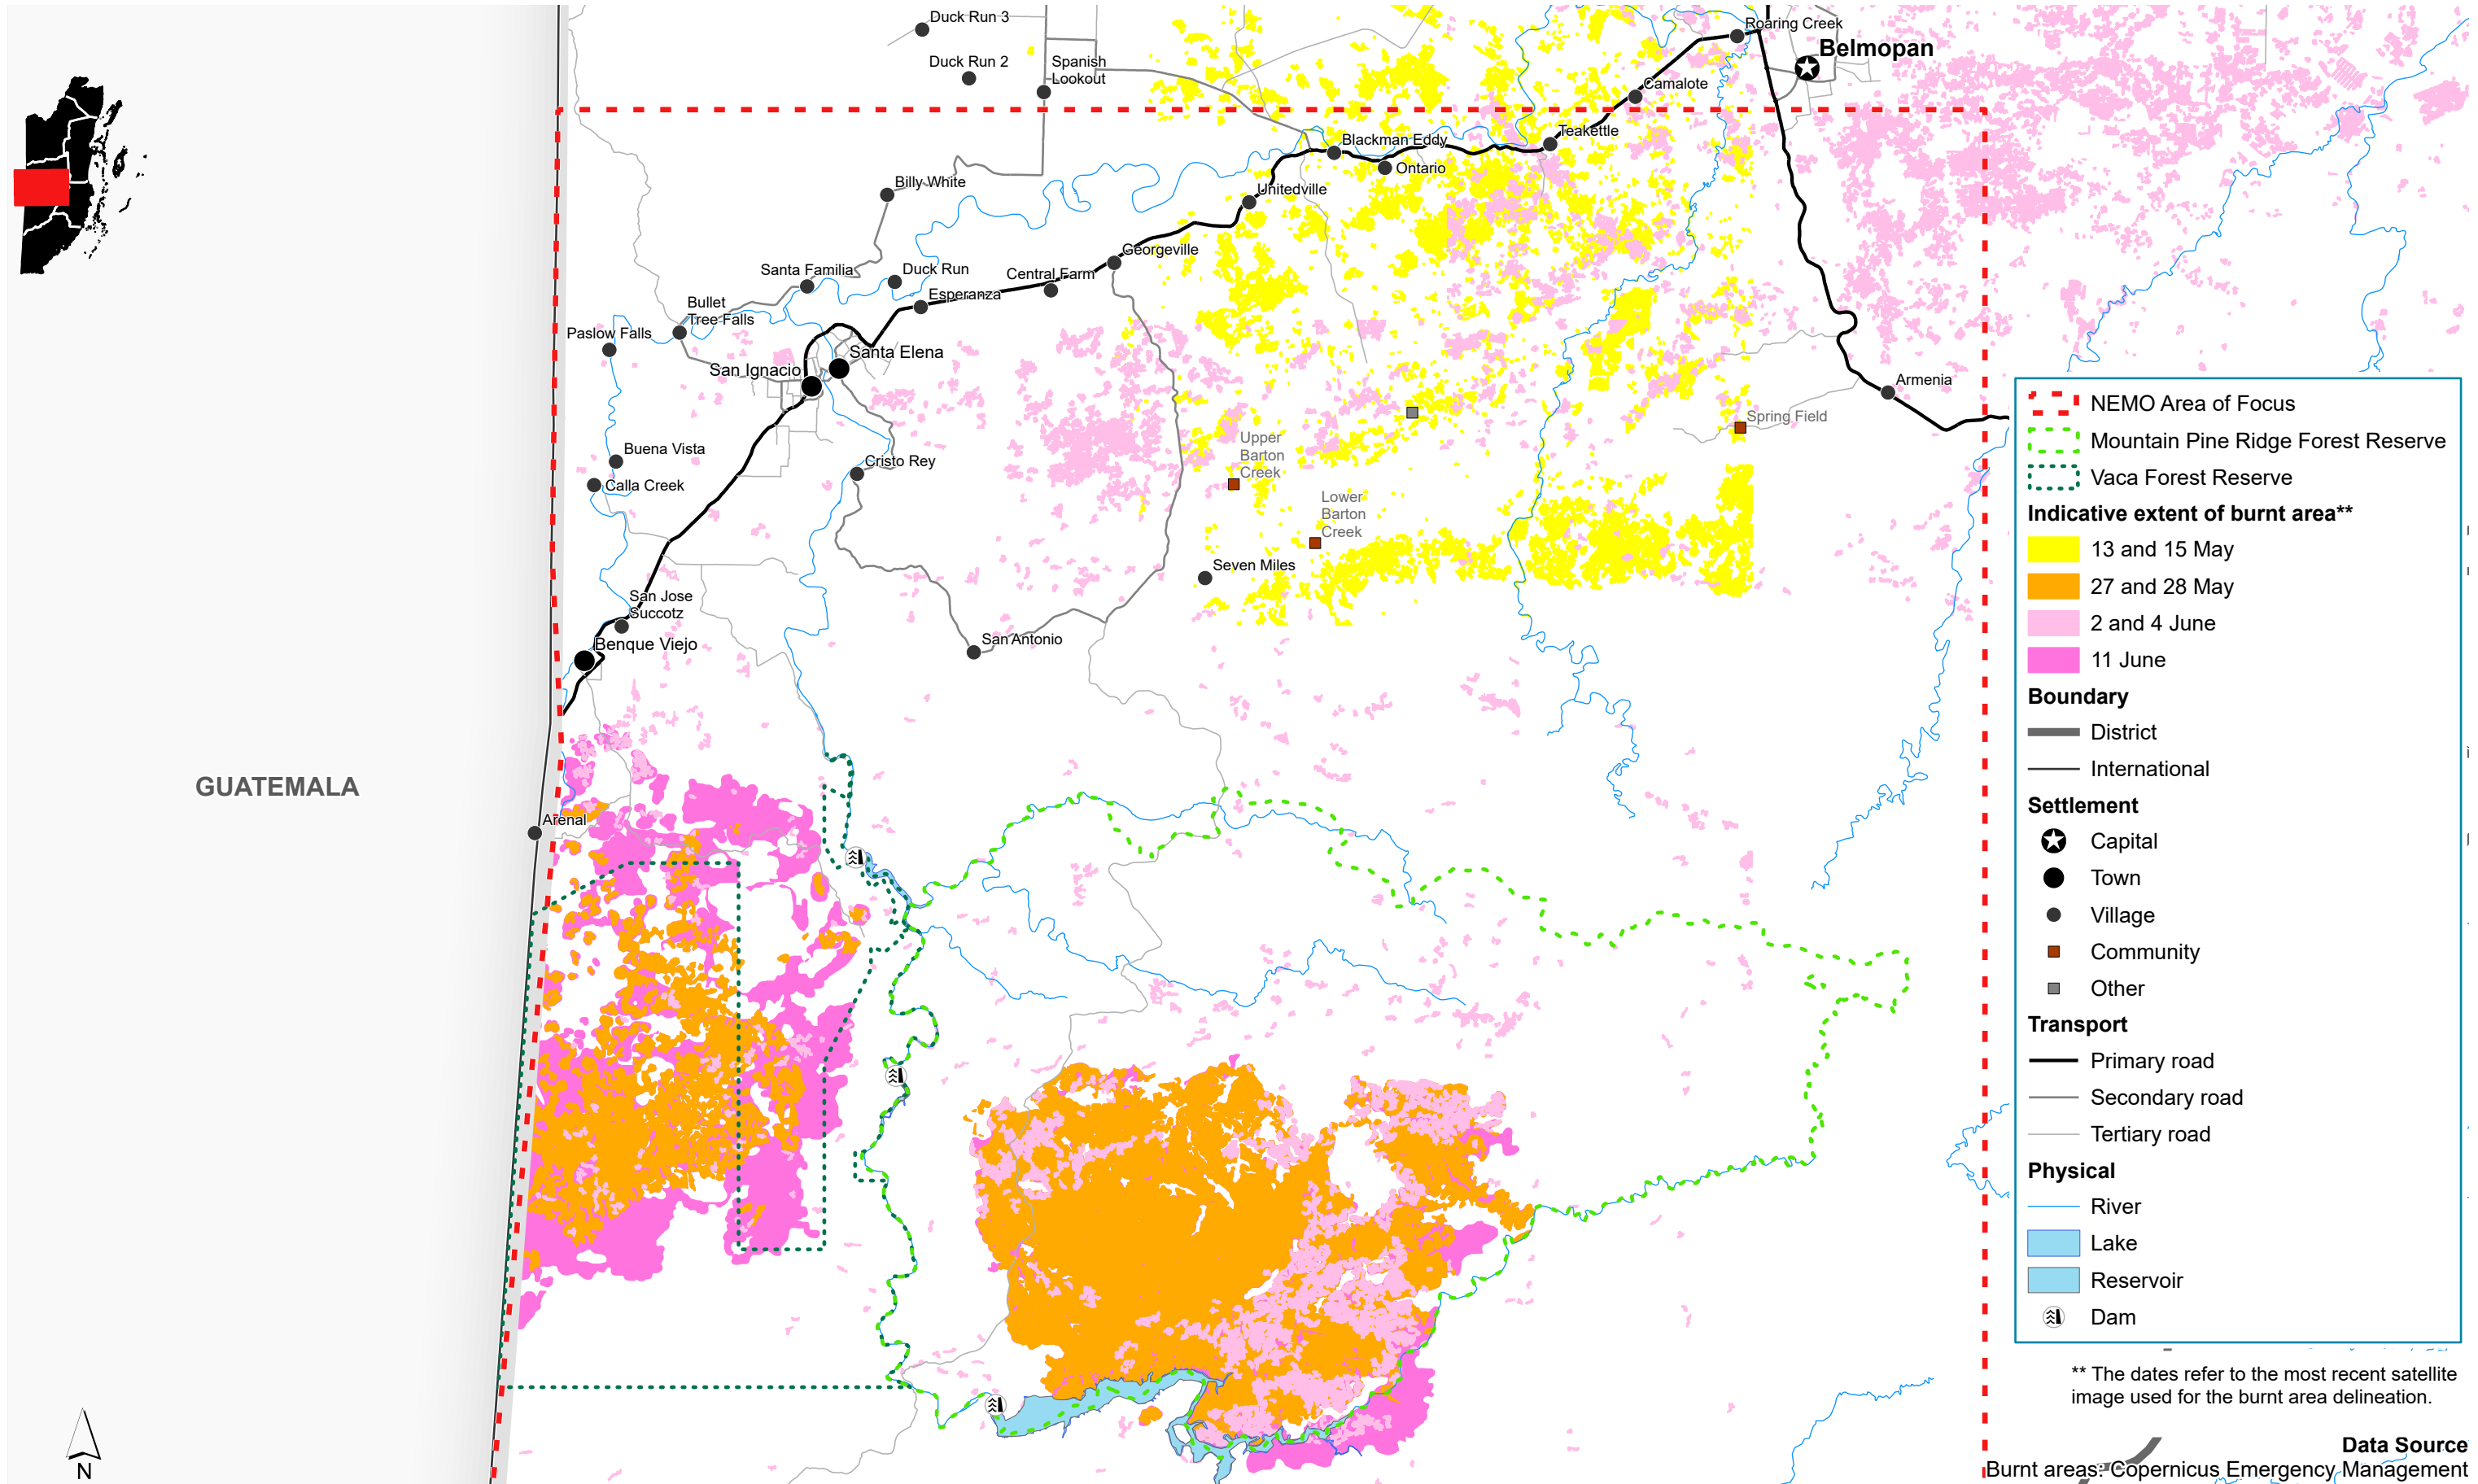 Duck Run 3
Roaring Creek
Belmopan
Duck Run 2
Spanish
Lookout
Camalote
Teakettle
Blackman Eddy
Ontario
Billy White
Unitedville
Georgeville
Santa Familia
Duck Run
Central Farm
Esperanza
Bullet
Tree Falls
Paslow Falls
Santa Elena
San Ignacio
Armenia
Spring Field
Upper
Barton
Creek
Buena Vista
Cristo Rey
Calla Creek
Lower
Barton
Creek
Seven Miles
San Jose
Succotz
San Antonio
Benque Viejo
GUATEMALA
Arenal
N
NEMO Area of Focus
Mountain Pine Ridge Forest Reserve
Vaca Forest Reserve
Indicative extent of burnt area**
13 and 15 May
27 and 28 May
2 and 4 June
11 June
Boundary
District
International
Settlement
Capital
Town
Village
Community
Other
Transport
Primary road
Secondary road
Tertiary road
Physical
River
Lake
Reservoir
Dam
** The dates refer to the most recent satellite
image used for the burnt area delineation.
Data Source
Burnt areas: Copernicus Emergency Management